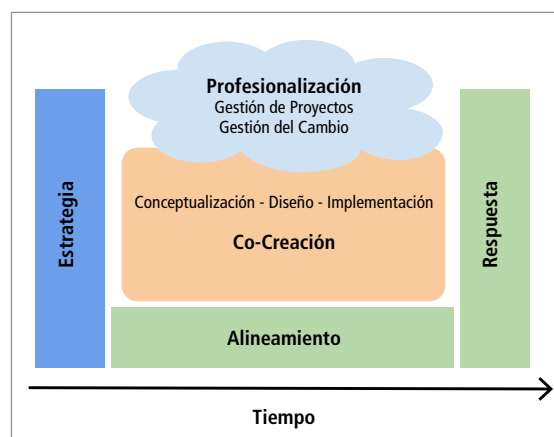 Profesionalización
Gestión de Proyectos
Gestión del Cambio
Estrategia
Conceptualización - Diseño - Implementación
Co-Creación
Respuesta
Alineamiento
Tiempo